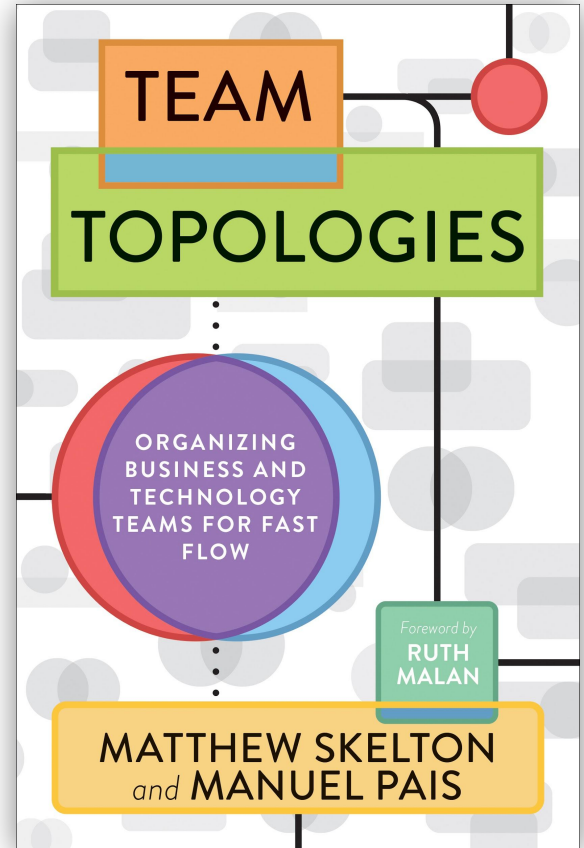 TEAM
TOPOLOGIES
ORGANIZING
BUSINESS AND
TECHNOLOGY
TEAMS FOR FAST
FLOW
Foreword by
RUTH
MALAN
MATTHEW SKELTON
and MANUEL PAIS